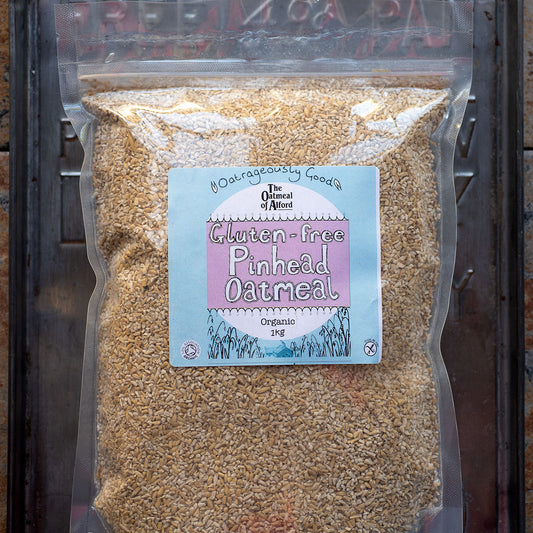 Oatrageously Good
The
Oatmeal
of Alford
Gluten-free
Pinhead
Oatmeal
Organic
1kg